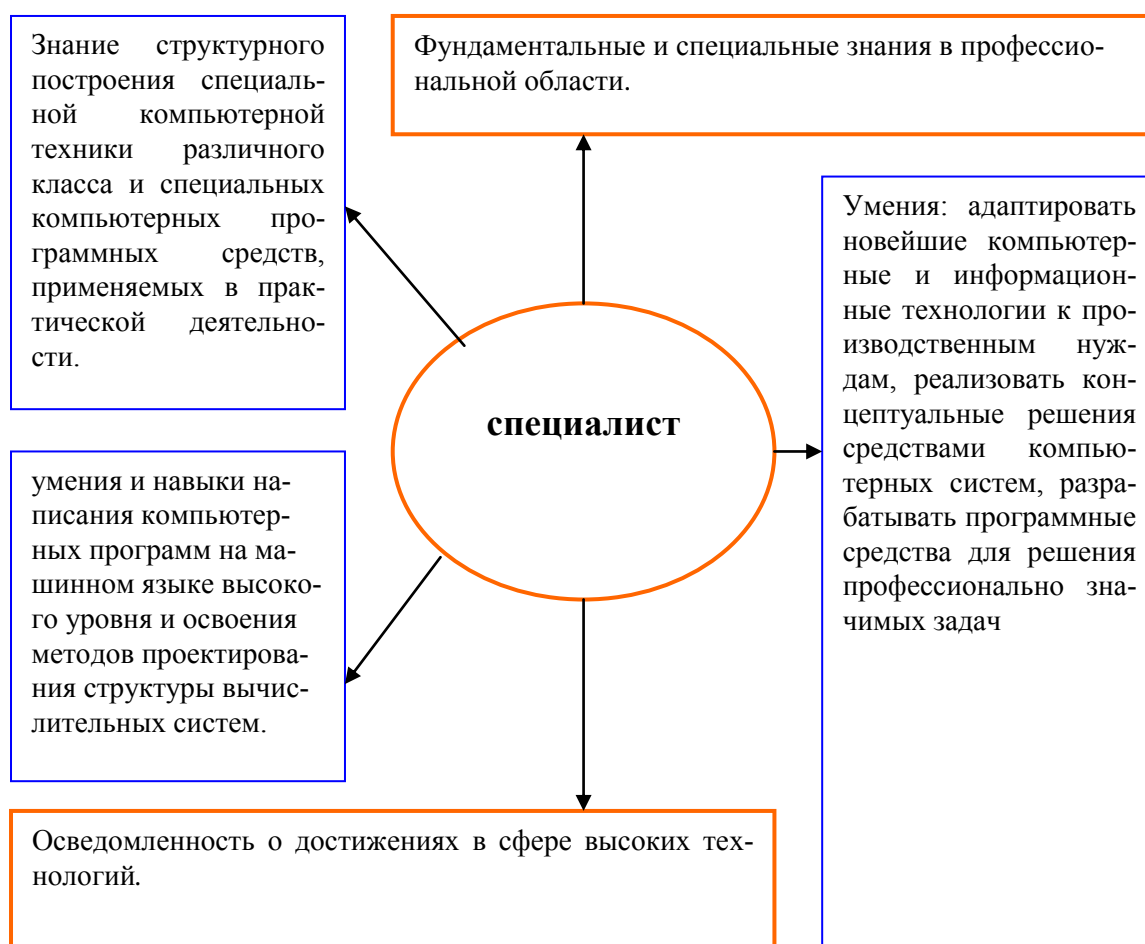 Знание структурного
построения специаль-
ной компьютерной
техники различного
класса и специальных
компьютерных про-
граммных средств,
применяемых в прак-
тической деятельно-
сти.
Фундаментальные и специальные знания в профессио-
нальной области.
Умения: адаптировать
новейшие компьютер-
ные и информацион-
ные технологии к про-
изводственным нуж-
дам, реализовать кон-
цептуальные решения
средствами компью-
терных систем, разра-
батывать программные
средства для решения
профессионально зна-
чимых задач
специалист
умения и навыки на-
писания компьютер-
ных программ на ма-
шинном языке высоко-
го уровня и освоения
методов проектирова-
ния структуры вычис-
лительных систем.
Осведомленность о достижениях в сфере высоких тех-
нологий.